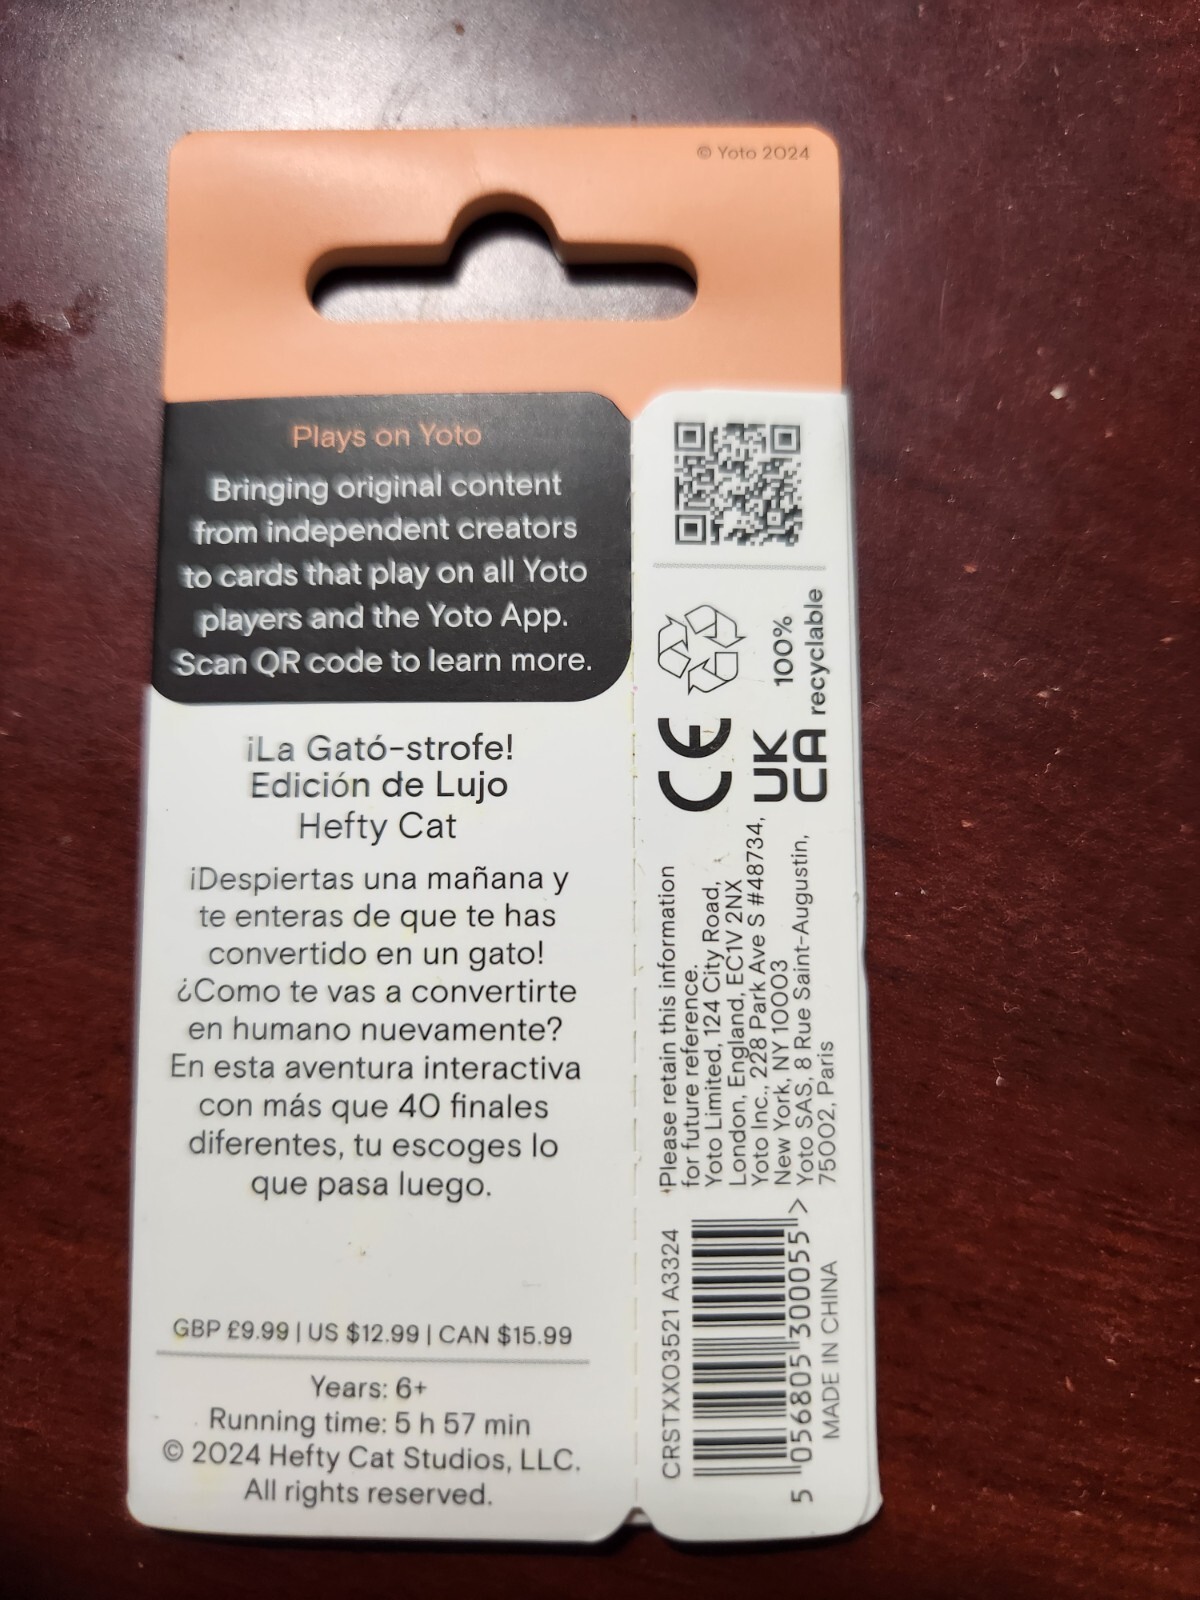 © Yoto 2024
Plays on Yoto
Bringing original content
from independent creators
to cards that play on all Yoto
players and the Yoto App.
Scan QR code to learn more.
¡La Gató-strofe!
Edición de Lujo
Hefty Cat
¡Despiertas una mañana y
te enteras de que te has
convertido en un gato!
¿Como te vas a convertirte
en humano nuevamente?
En esta aventura interactiva
con más que 40 finales
diferentes, tu escoges lo
que pasa luego.
GBP £9.99 | US $12.99 | CAN $15.99
Years: 6+
Running time: 5 h 57 min
© 2024 Hefty Cat Studios, LLC.
All rights reserved.
100%
recyclable
CE
UK
CA
Please retain this information
for future reference.
Yoto Limited, 124 City Road,
London, England, EC1V 2NX
Yoto Inc., 228 Park Ave S #48734,
New York, NY 10003
Yoto SAS, 8 Rue Saint-Augustin,
75002, Paris
CRSTXX03521 A3324
5 056805 300055 >
MADE IN CHINA